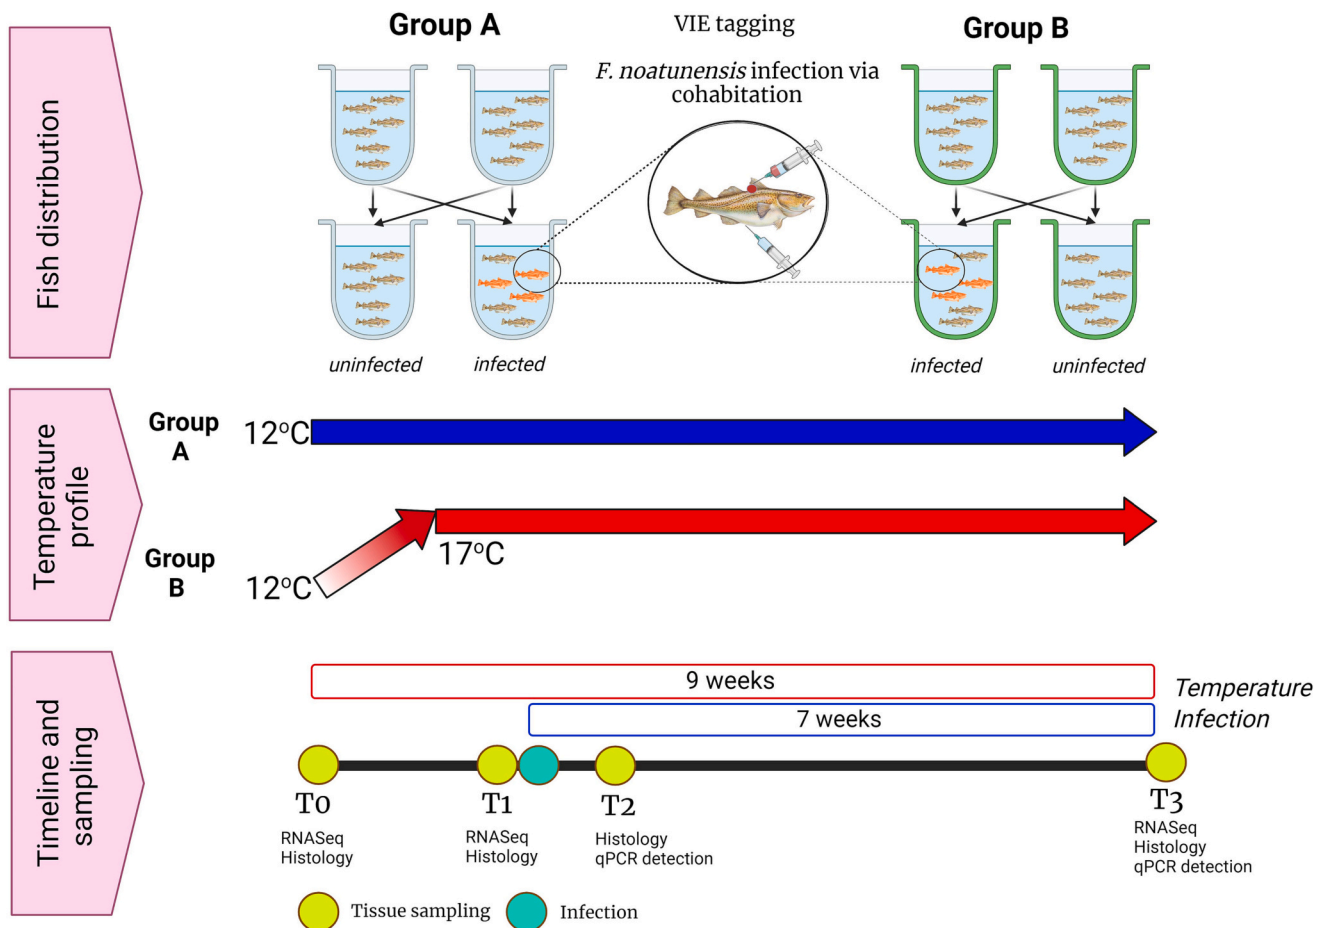 Group A
VIE tagging
Group B
F. noatunensis infection via
cohabitation
Fish distribution
uninfected
infected
infected
uninfected
Temperature
profile
Group
A
12°C
Group
B
12°C
17°C
Timeline and
sampling
9 weeks
Temperature
7 weeks
Infection
T0
RNASeq
Histology
T1
RNASeq
Histology
T2
Histology
qPCR detection
T3
RNASeq
Histology
qPCR detection
Tissue sampling
Infection